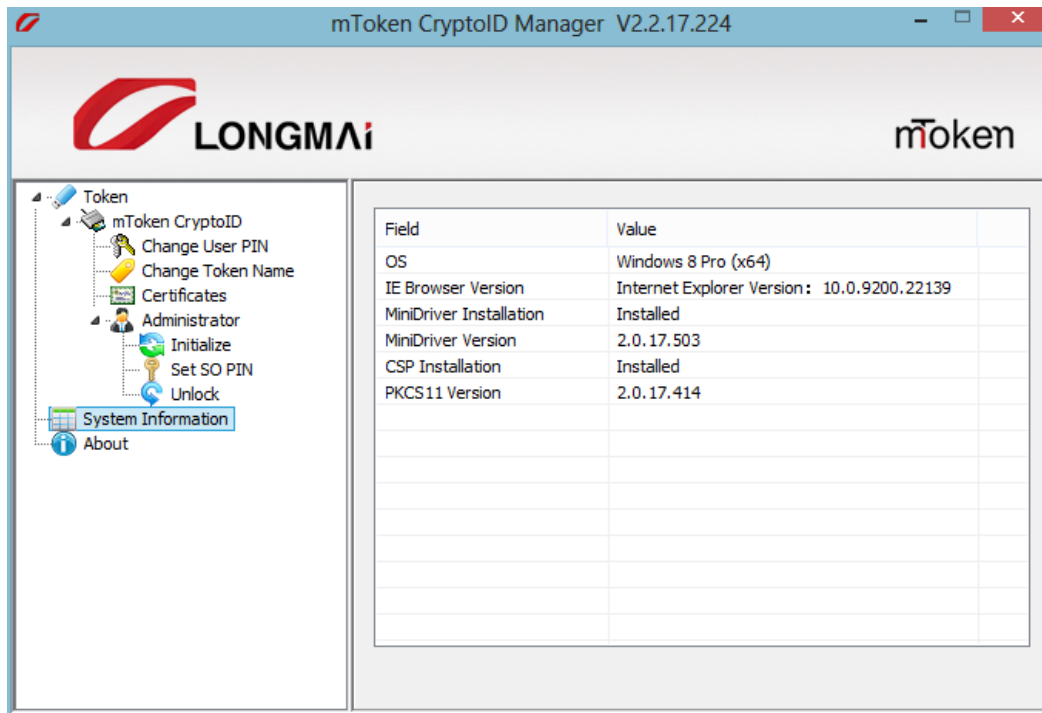 mToken CryptoID Manager V2.2.17.224
LONGMAi
mToken
Token
mToken CryptoID
Change User PIN
Change Token Name
Certificates
Administrator
Initialize
Set SO PIN
Unlock
System Information
About
Field Value
OS Windows 8 Pro (x64)
IE Browser Version Internet Explorer Version： 10.0.9200.22139
MiniDriver Installation Installed
MiniDriver Version 2.0.17.503
CSP Installation Installed
PKCS11 Version 2.0.17.414